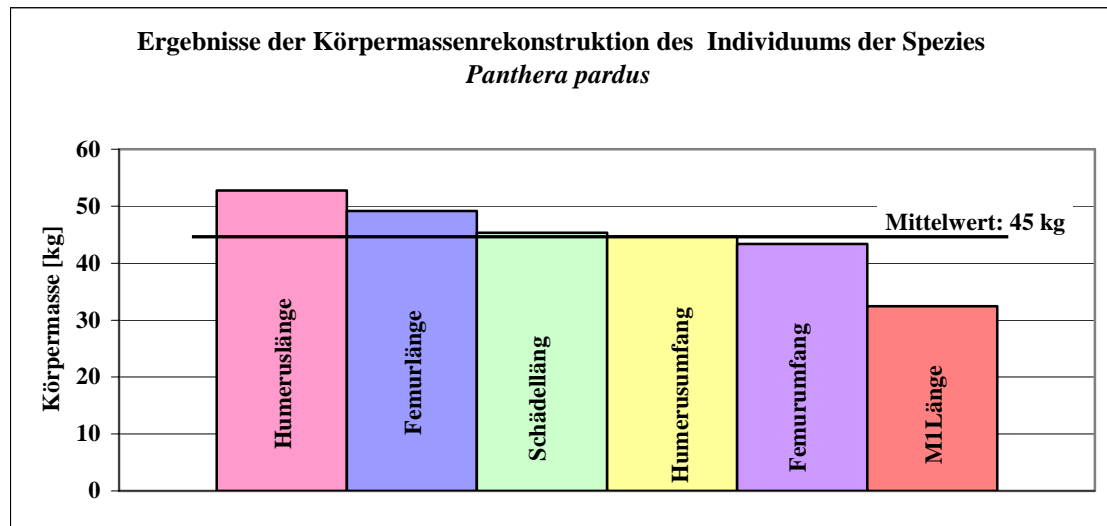 Ergebnisse der Körpermassenrekonstruktion des Individuums der Spezies
Panthera pardus
Körpermasse [kg]
60
50
40
30
20
10
0
Mittelwert: 45 kg
Humeruslänge
Femurlänge
Schädelläng
Humerusumfang
Femurumfang
M1Länge